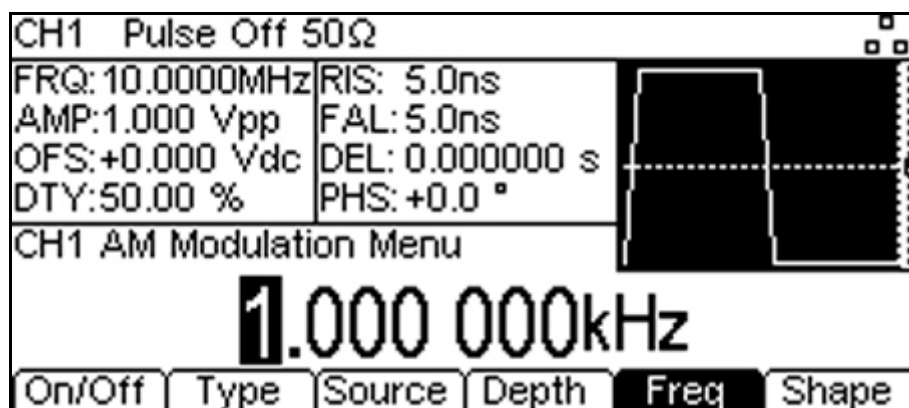 CH1 Pulse Off 50Ω
FRQ:10.0000MHz
AMP:1.000 Vpp
OFS:+0.000 Vdc
DTY:50.00 %
RIS: 5.0ns
FAL:5.0ns
DEL: 0.000000 s
PHS:+0.0 °
CH1 AM Modulation Menu
1.000 000kHz
On/Off Type Source Depth Freq Shape